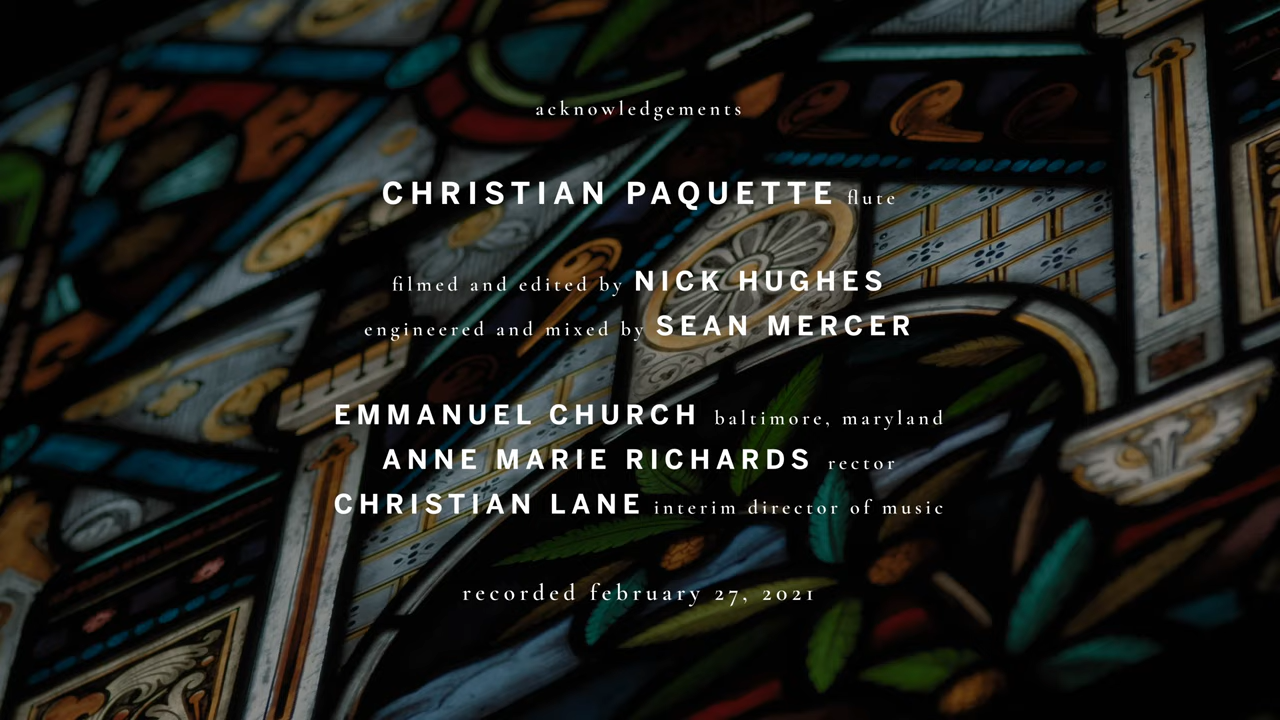 acknowledgements
CHRISTIAN PAQUETTE flute
filmed and edited by NICK HUGHES
engineered and mixed by SEAN MERCER
EMMANUEL CHURCH baltimore, maryland
ANNE MARIE RICHARDS rector
CHRISTIAN LANE interim director of music
recorded february 27, 2021